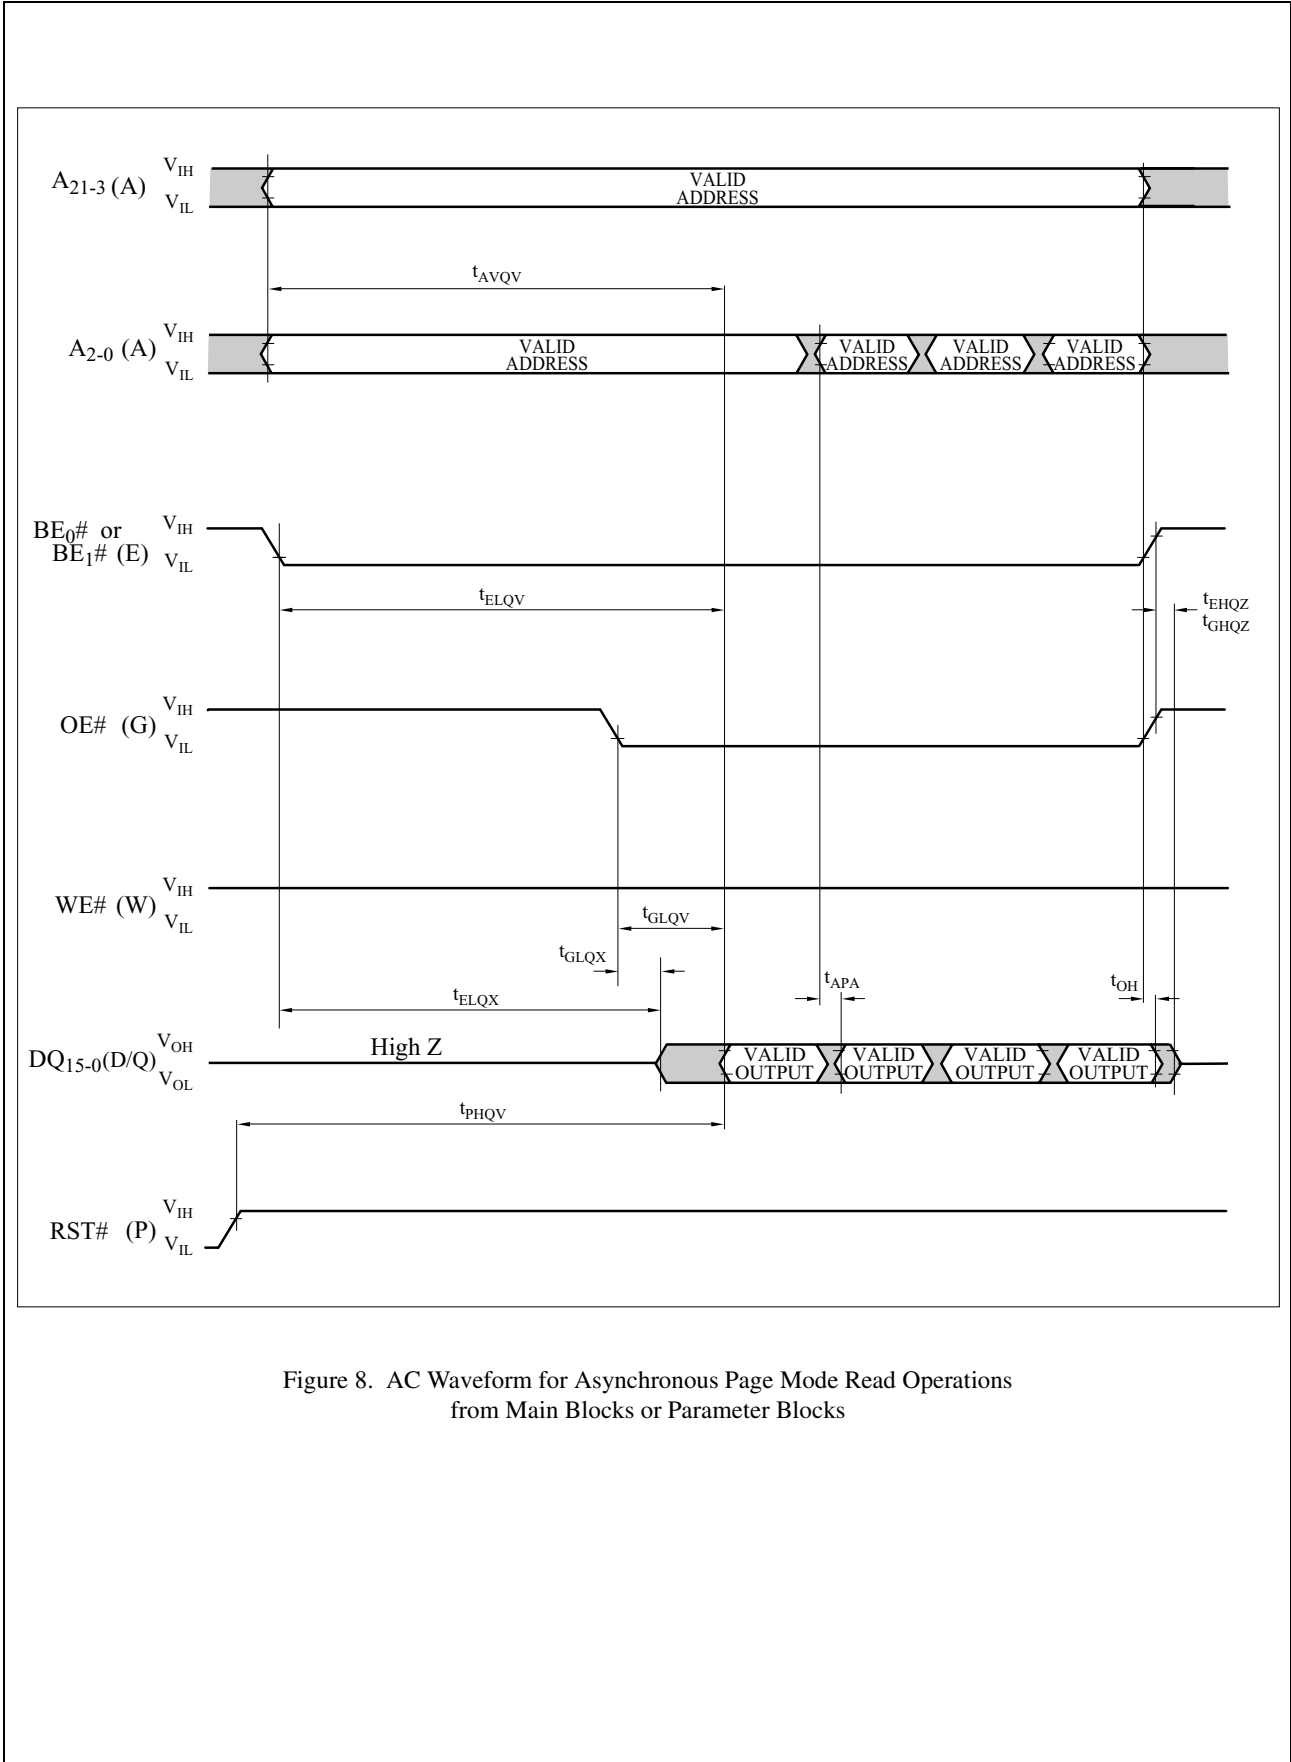 A21-3 (A)
VIH
VIL
VALID
ADDRESS
tAVQV
A2-0 (A)
VIH
VIL
VALID
ADDRESS
VALID
ADDRESS
VALID
ADDRESS
VALID
ADDRESS
BE0# or
BE1# (E)
VIH
VIL
tELQV
tEHQZ
tGHQZ
OE# (G)
VIH
VIL
WE# (W)
VIH
VIL
tGLQV
tGLQX
tELQX
tAPA
tOH
DQ15-0(D/Q)
VOH
VOL
High Z
VALID
OUTPUT
VALID
OUTPUT
VALID
OUTPUT
VALID
OUTPUT
tPHQV
RST# (P)
VIH
VIL
Figure 8. AC Waveform for Asynchronous Page Mode Read Operations
from Main Blocks or Parameter Blocks